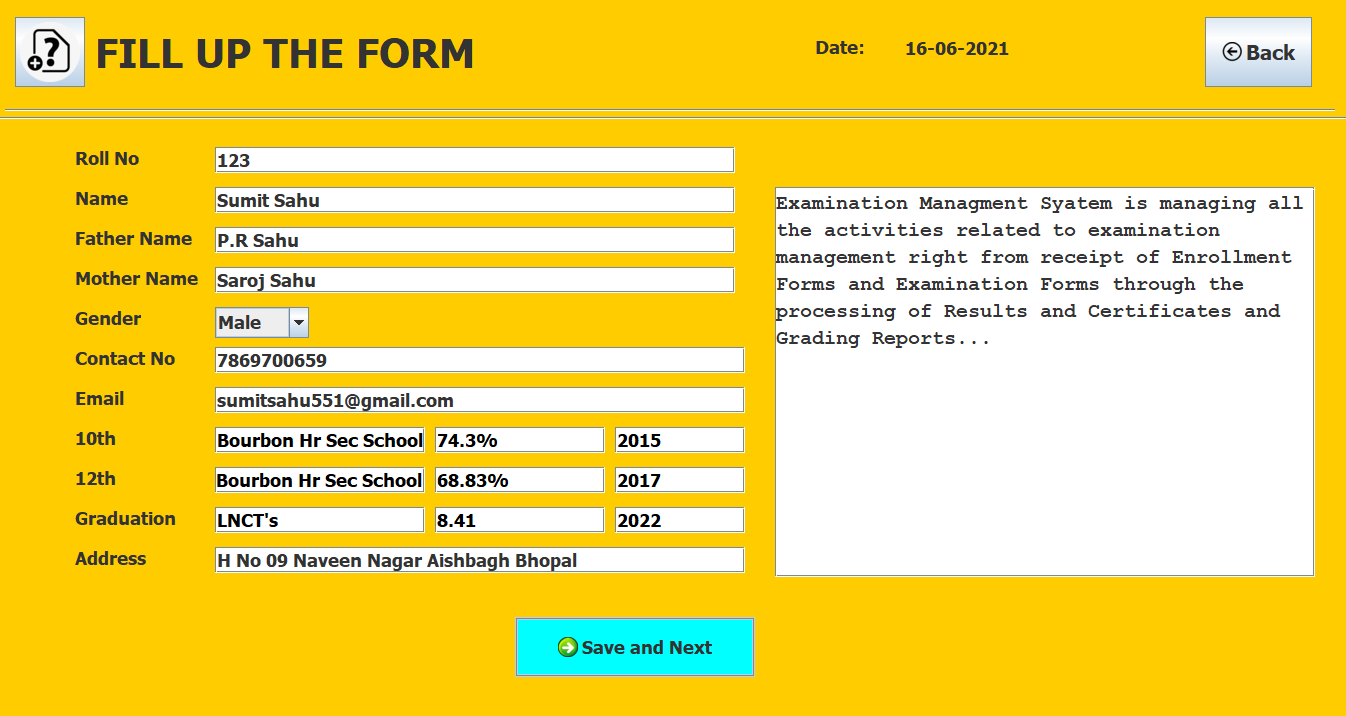 FILL UP THE FORM
Date: 16-06-2021
Back
Roll No 123
Name Sumit Sahu
Father Name P.R Sahu
Mother Name Saroj Sahu
Gender Male
Contact No 7869700659
Email sumitsahu551@gmail.com
10th Bourbon Hr Sec School 74.3% 2015
12th Bourbon Hr Sec School 68.83% 2017
Graduation LNCT's 8.41 2022
Address H No 09 Naveen Nagar Aishbagh Bhopal
Examination Managment Syatem is managing all
the activities related to examination
management right from receipt of Enrollment
Forms and Examination Forms through the
processing of Results and Certificates and
Grading Reports...
Save and Next